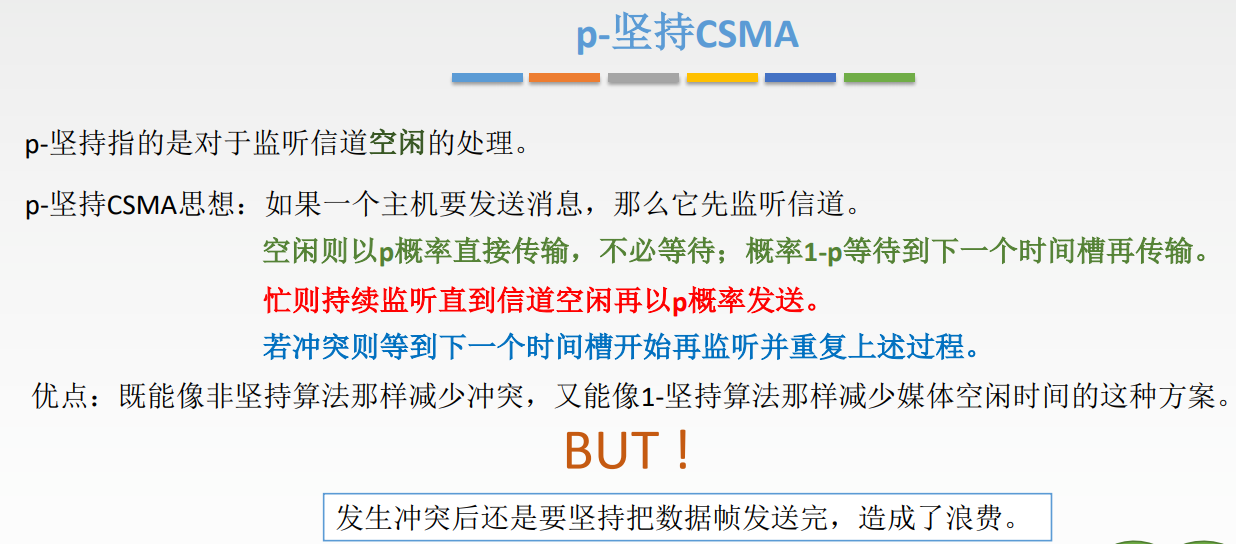 p-坚持CSMA
p-坚持指的是对于监听信道空闲的处理。
p-坚持CSMA思想：如果一个主机要发送消息，那么它先监听信道。
空闲则以p概率直接传输，不必等待；概率1-p等待到下一个时间槽再传输。
忙则持续监听直到信道空闲再以p概率发送。
若冲突则等到下一个时间槽开始再监听并重复上述过程。
优点：既能像非坚持算法那样减少冲突，又能像1-坚持算法那样减少媒体空闲时间的这种方案。
BUT！
发生冲突后还是要坚持把数据帧发送完，造成了浪费。